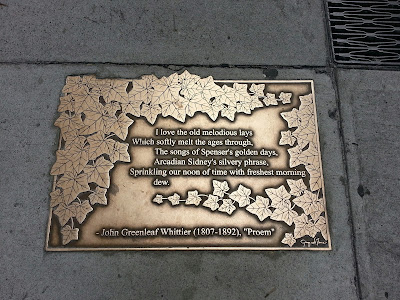 I love the old melodious lays
Which softly melt the ages through,
The songs of Spenser's golden days,
Arcadian Sidney's silvery phrase,
Sprinkling our noon of time with freshest morning
dew.
- John Greenleaf Whittier (1807-1892), "Proem"